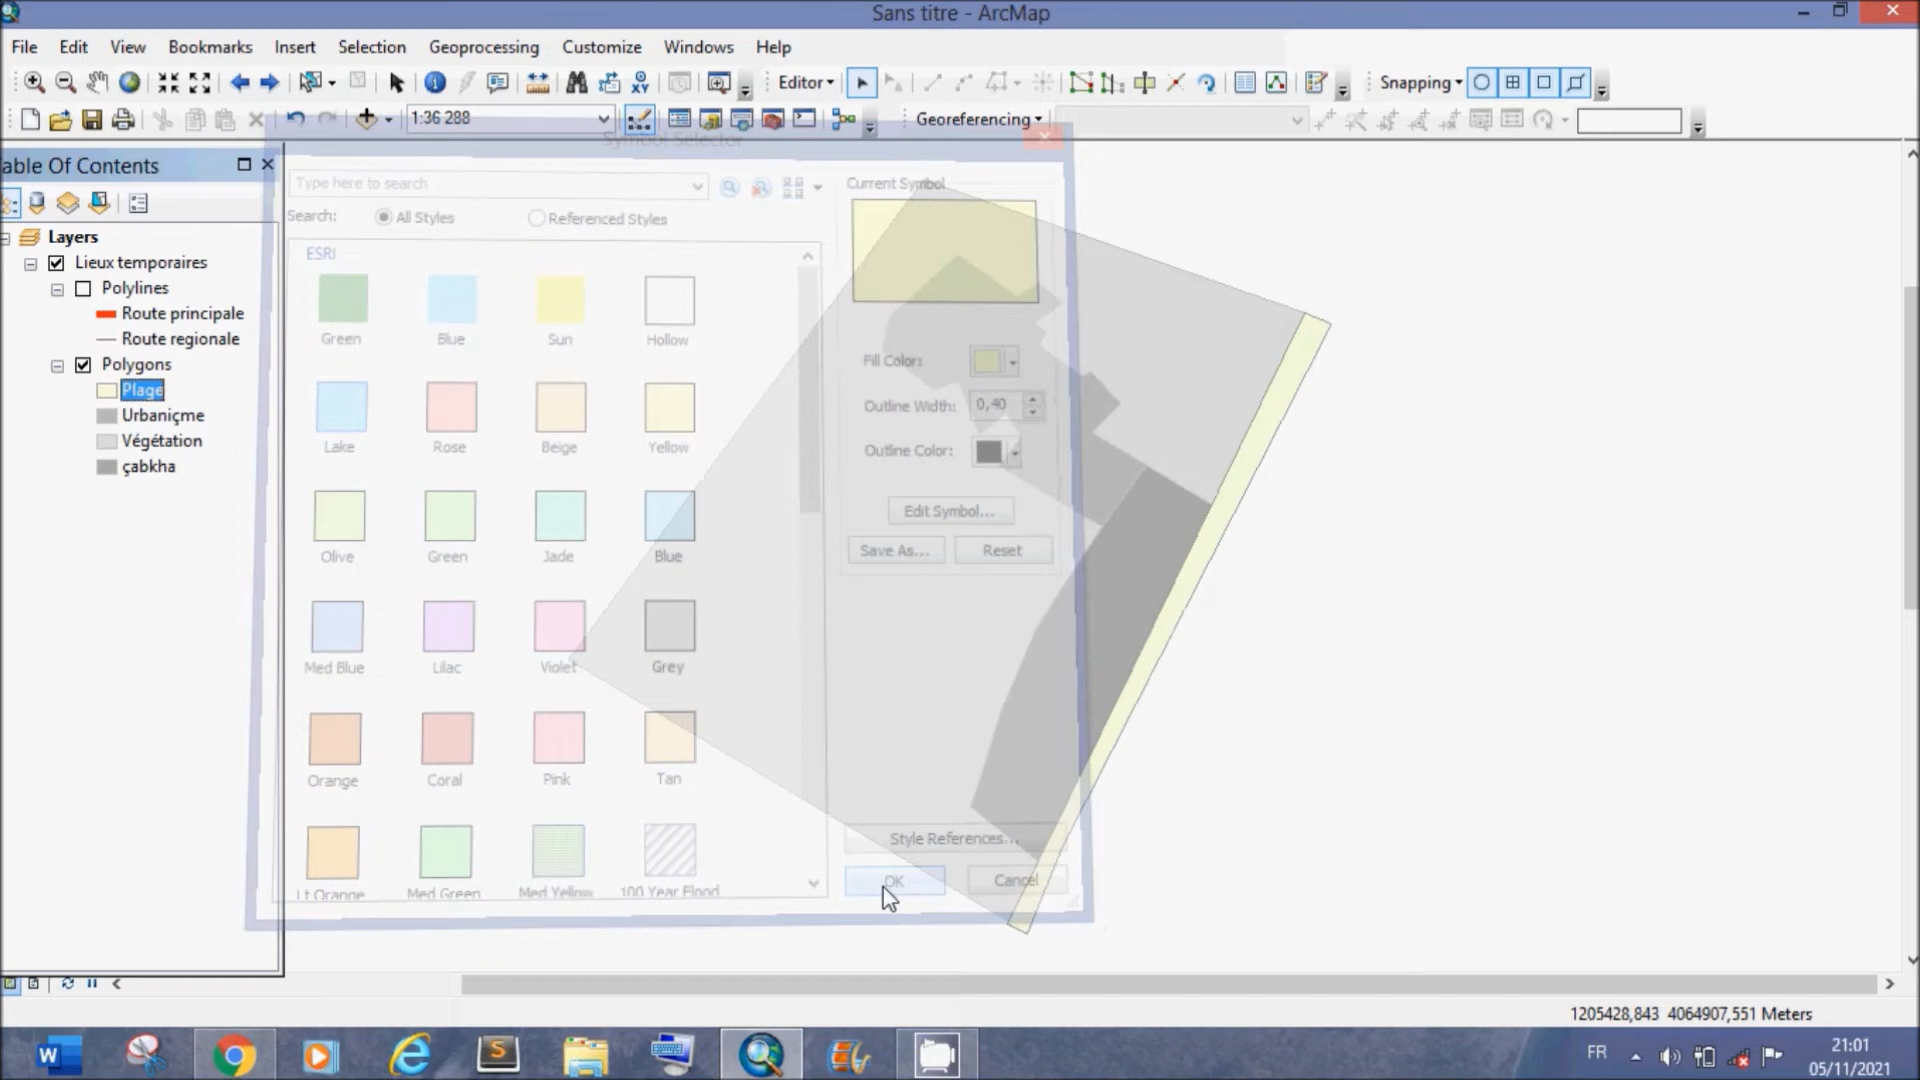 Sans titre - ArcMap
File Edit View Bookmarks Insert Selection Geoprocessing Customize Windows Help
Editor Snapping
1:36 288 Georeferencing
able Of Contents
Symbol Selector
Layers
Lieux temporaires
Polylines
Route principale
Route regionale
Polygons
Plage
Urbaniçme
Végétation
çabkha
Type here to search
Search: All Styles Referenced Styles
ESRI
Green Blue Sun Hollow
Lake Rose Beige Yellow
Olive Green Jade Blue
Med Blue Lilac Violet Grey
Orange Coral Pink Tan
Lt Orange Med Green Med Yellow 100 Year Flood
Current Symbol
Fill Color:
Outline Width: 0,40
Outline Color:
Edit Symbol...
Save As... Reset
Style References...
OK Cancel
1205428,843 4064907,551 Meters
FR
21:01
05/11/2021